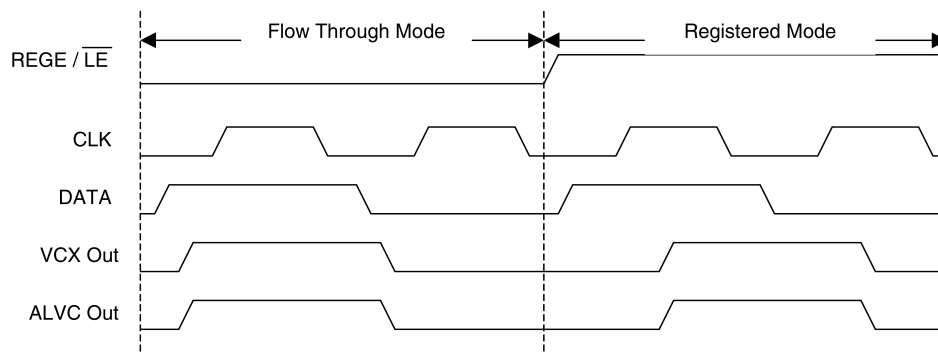 Flow Through Mode
Registered Mode
REGE / LE
CLK
DATA
VCX Out
ALVC Out